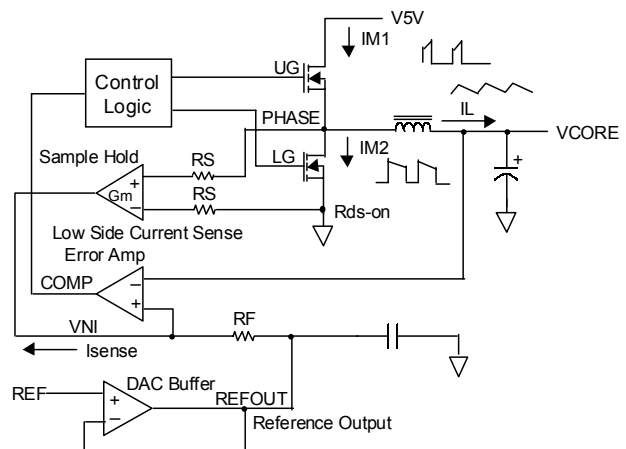 V5V
IM1
UG
Control
Logic
PHASE
IL
VCORE
IM2
LG
Sample Hold
RS
+
Gm
RS
−
+
Rds-on
Low Side Current Sense
Error Amp
COMP
−
+
VNI
RF
Isense
DAC Buffer
REF
+
−
REFOUT
Reference Output